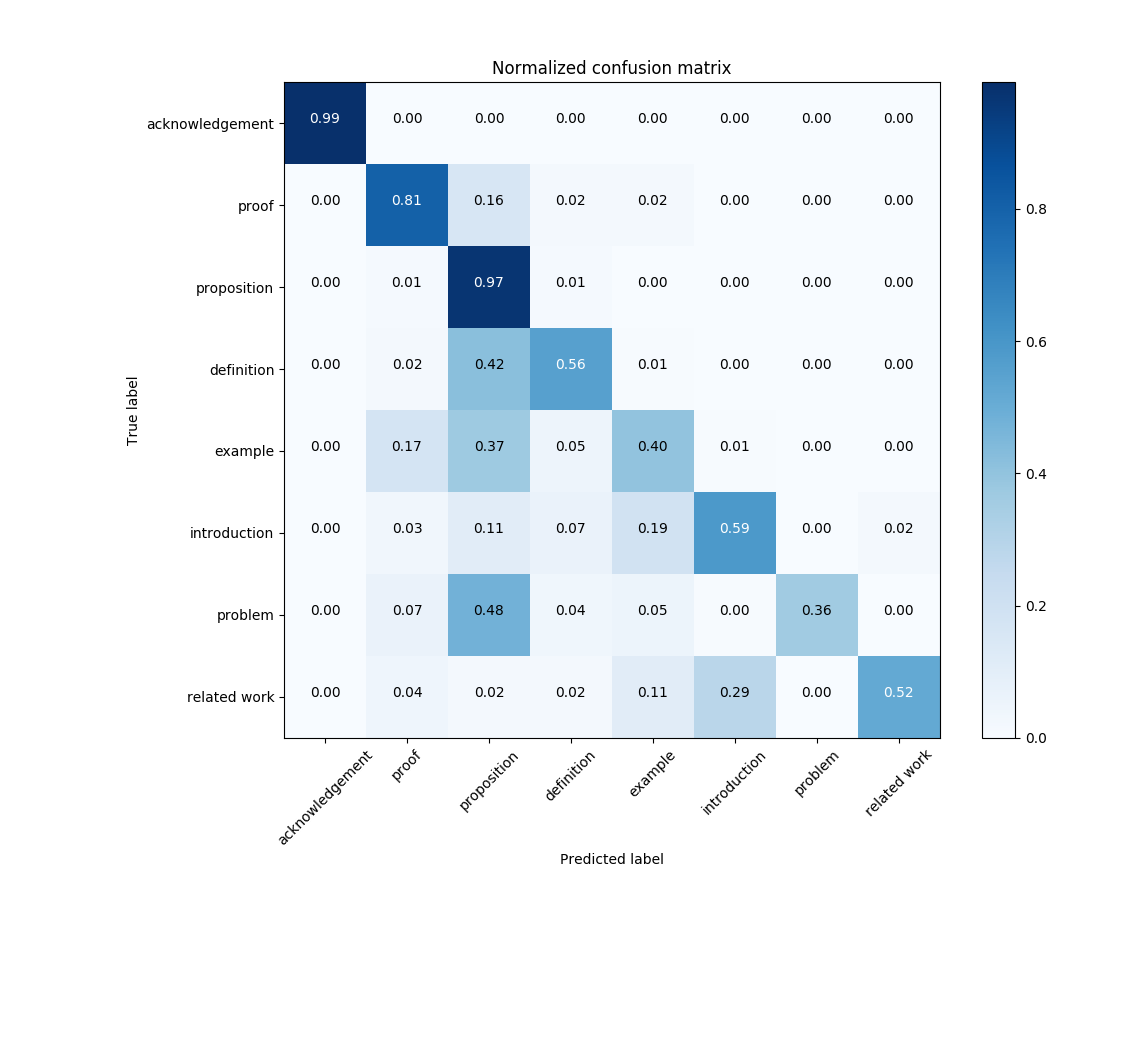 Normalized confusion matrix
acknowledgement 0.99 0.00 0.00 0.00 0.00 0.00 0.00 0.00
proof 0.00 0.81 0.16 0.02 0.02 0.00 0.00 0.00
proposition 0.00 0.01 0.97 0.01 0.00 0.00 0.00 0.00
definition 0.00 0.02 0.42 0.56 0.01 0.00 0.00 0.00
example 0.00 0.17 0.37 0.05 0.40 0.01 0.00 0.00
introduction 0.00 0.03 0.11 0.07 0.19 0.59 0.00 0.02
problem 0.00 0.07 0.48 0.04 0.05 0.00 0.36 0.00
related work 0.00 0.04 0.02 0.02 0.11 0.29 0.00 0.52
True label
acknowledgement
proof
proposition
definition
example
introduction
problem
related work
Predicted label
0.8
0.6
0.4
0.2
0.0